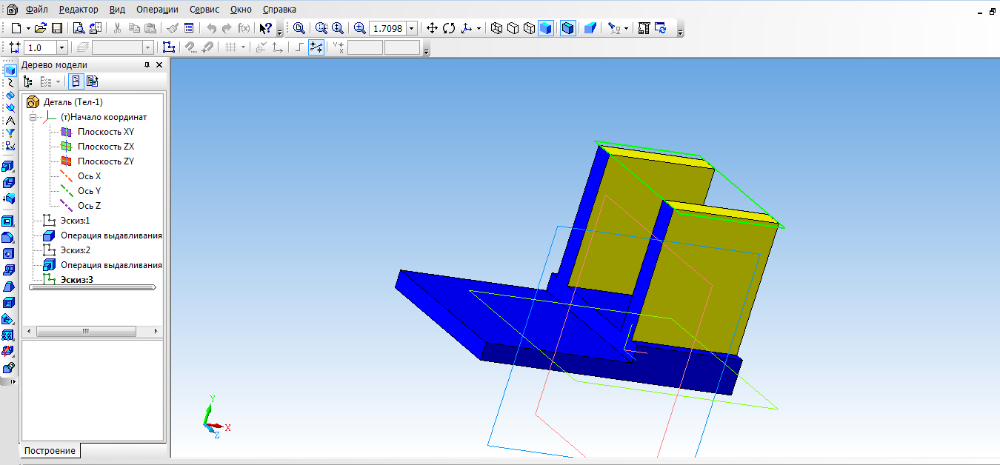 Файл Редактор Вид Операции Сервис Окно Справка
1.7098 f(x)
1.0
Дерево модели
Деталь (Тел-1)
(т)Начало координат
Плоскость XY
Плоскость ZX
Плоскость ZY
Ось X
Ось Y
Ось Z
Эскиз:1
Операция выдавливания
Эскиз:2
Операция выдавливания
Эскиз:3
Y
X
Z
Построение